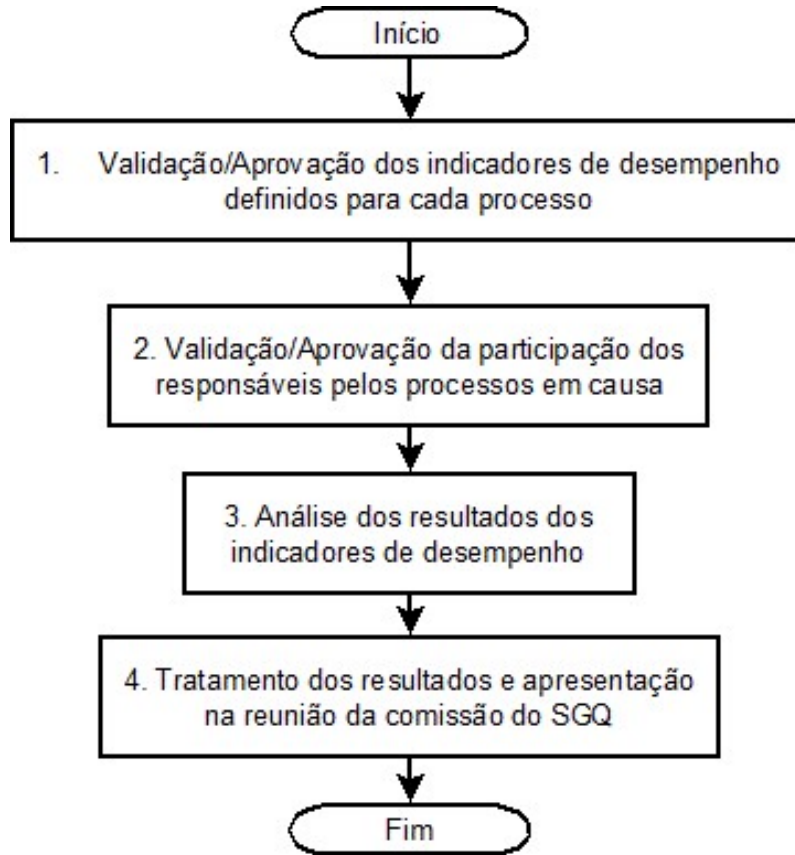 Início
1. Validação/Aprovação dos indicadores de desempenho
definidos para cada processo
2. Validação/Aprovação da participação dos
responsáveis pelos processos em causa
3. Análise dos resultados dos
indicadores de desempenho
4. Tratamento dos resultados e apresentação
na reunião da comissão do SGQ
Fim